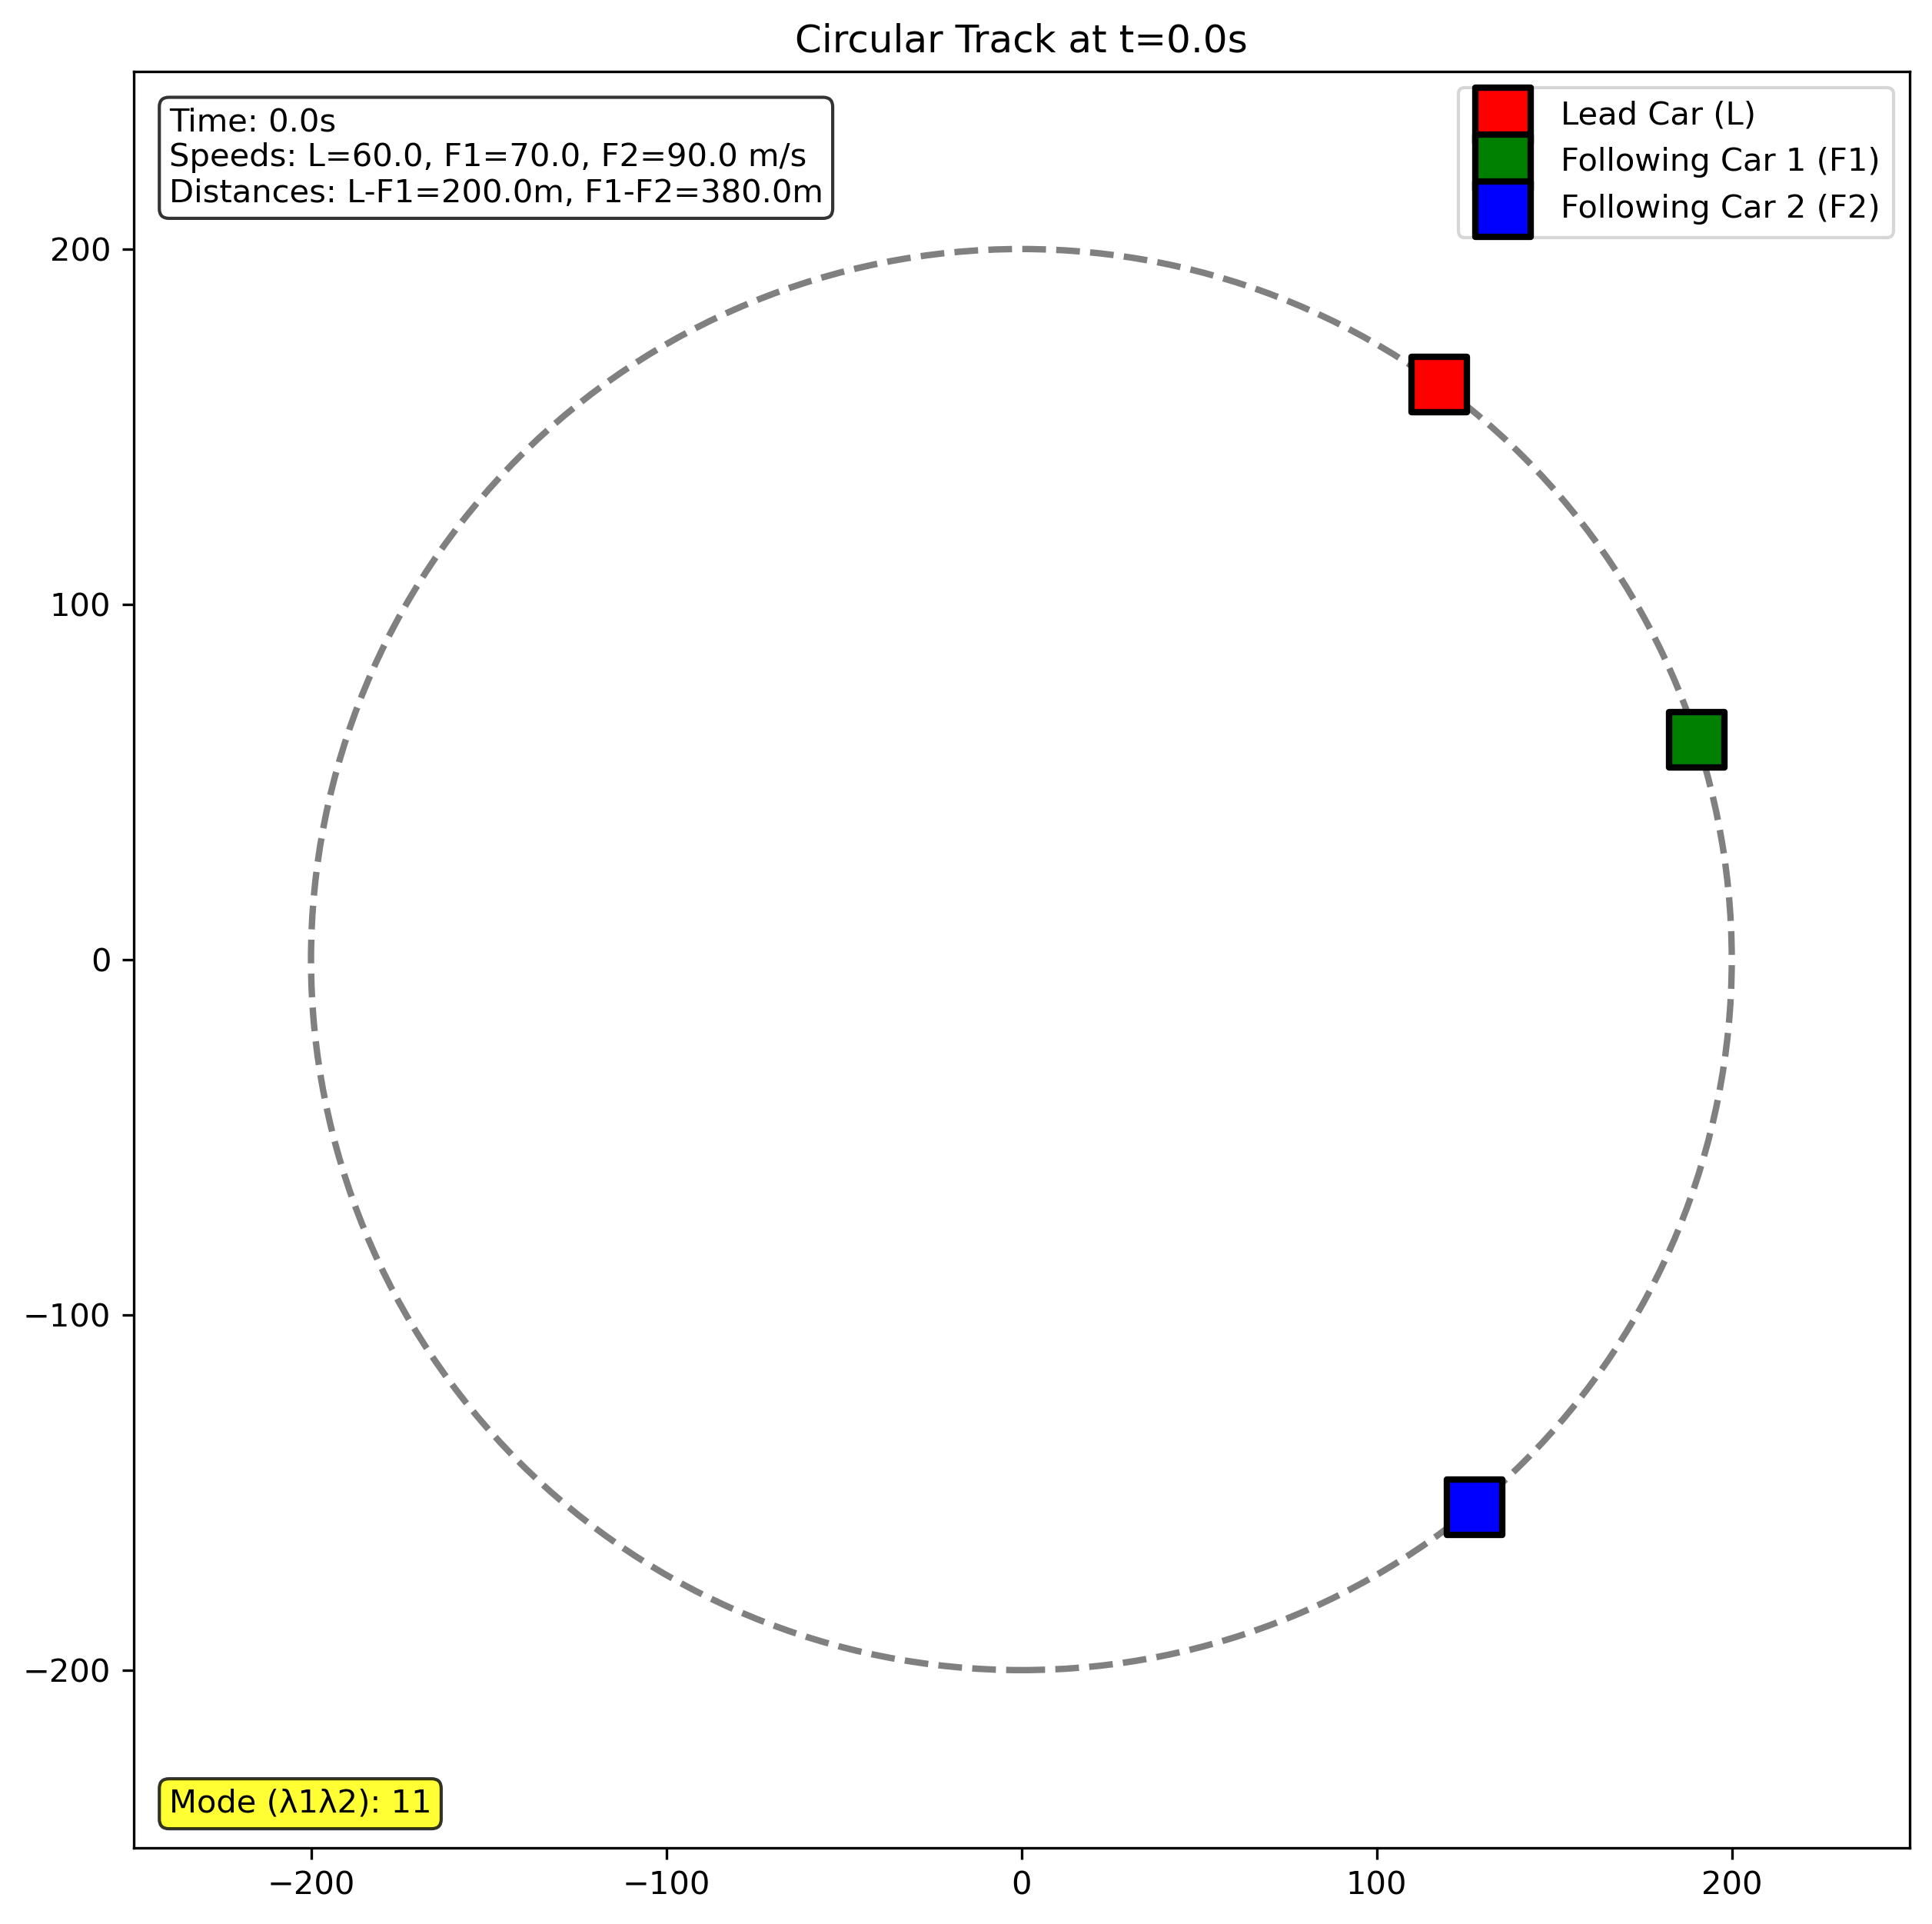 Circular Track at t=0.0s
Time: 0.0s
Speeds: L=60.0, F1=70.0, F2=90.0 m/s
Distances: L-F1=200.0m, F1-F2=380.0m
Lead Car (L)
Following Car 1 (F1)
Following Car 2 (F2)
200
100
0
−100
−200
Mode (λ1λ2): 11
−200 −100 0 100 200